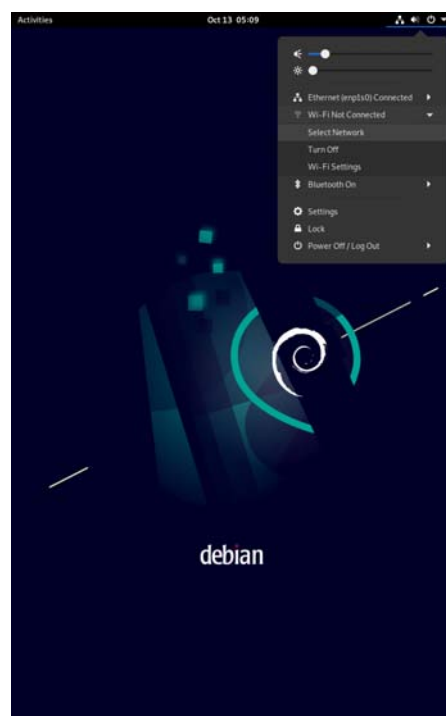 Activities Oct 13 05:09
Ethernet (enp1s0) Connected
Wi-Fi Not Connected
Select Network
Turn Off
Wi-Fi Settings
Bluetooth On
Settings
Lock
Power Off / Log Out
debian